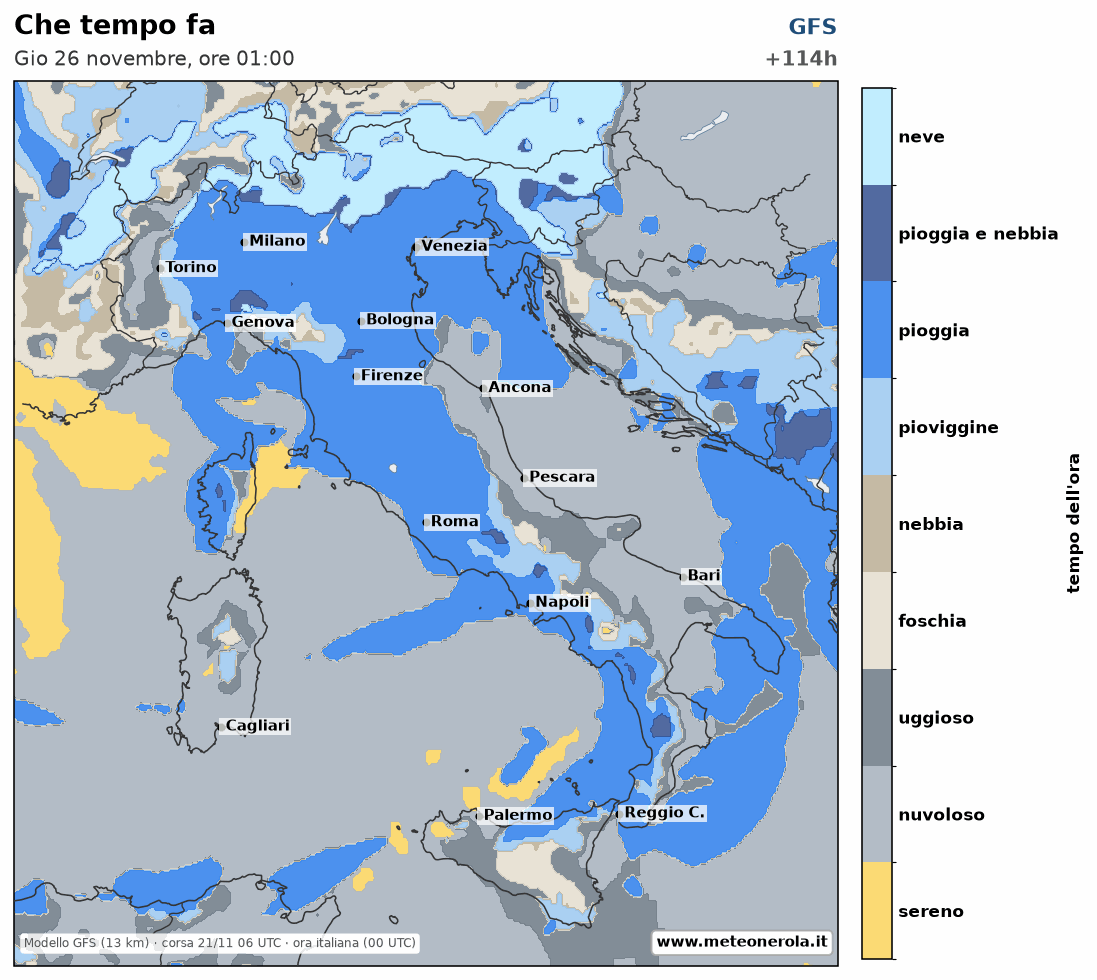 Che tempo fa
GFS
Gio 26 novembre, ore 01:00
+114h
neve
pioggia e nebbia
pioggia
pioviggine
nebbia
foschia
uggioso
nuvoloso
sereno
tempo dell'ora
Milano
Venezia
Torino
Genova
Bologna
Firenze
Ancona
Pescara
Roma
Bari
Napoli
Cagliari
Palermo
Reggio C.
Modello GFS (13 km) · corsa 21/11 06 UTC · ora italiana (00 UTC)
www.meteonerola.it